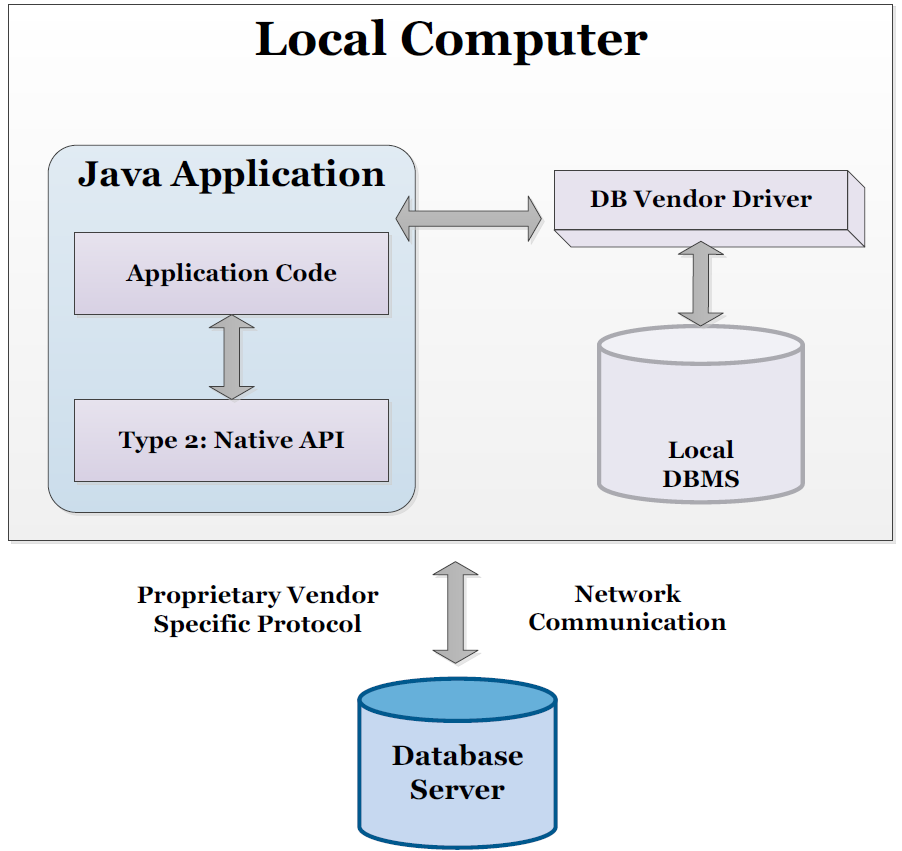 Local Computer
Java Application
DB Vendor Driver
Application Code
Type 2: Native API
Local
DBMS
Proprietary Vendor
Specific Protocol
Network
Communication
Database
Server